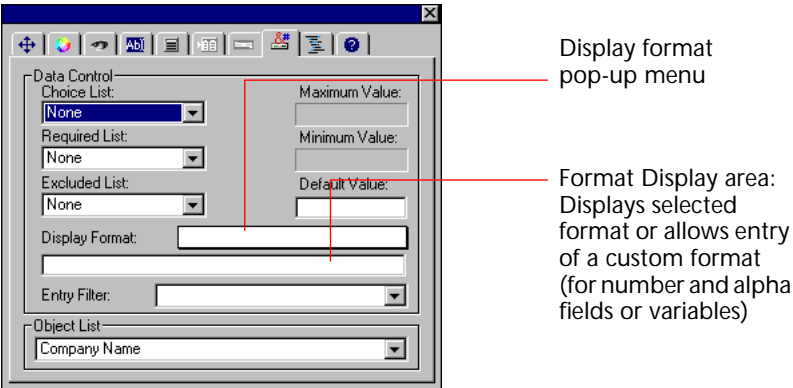 Data Control
Choice List:
Maximum Value:
None
Required List:
Minimum Value:
None
Excluded List:
Default Value:
None
Display Format:
Entry Filter:
Object List
Company Name
Display format
pop-up menu
Format Display area:
Displays selected
format or allows entry
of a custom format
(for number and alpha
fields or variables)